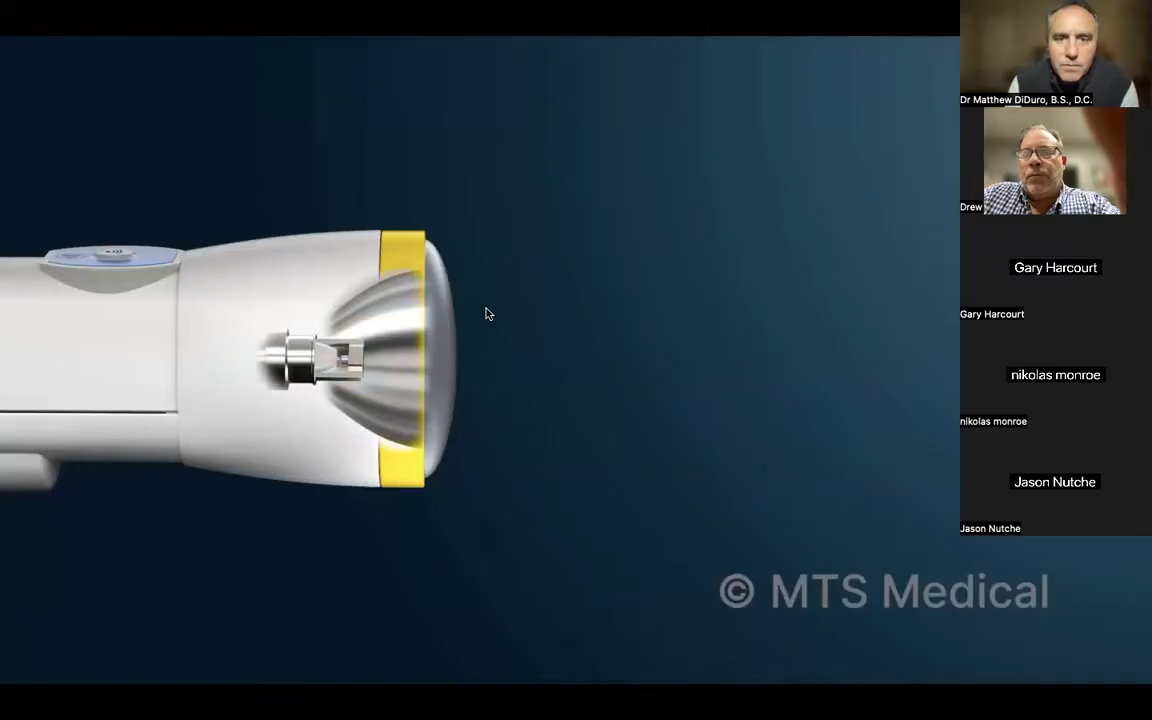 Dr Matthew DiDuro, B.S., D.C.
Drew
Gary Harcourt
Gary Harcourt
nikolas monroe
nikolas monroe
Jason Nutche
Jason Nutche
© MTS Medical